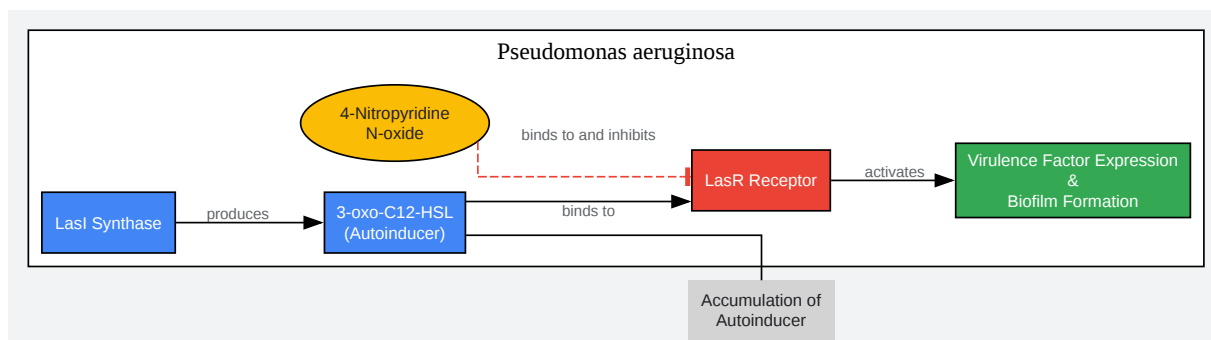 Pseudomonas aeruginosa
4-Nitropyridine
N-oxide
binds to and inhibits
LasR Receptor
activates
Virulence Factor Expression
&
Biofilm Formation
LasI Synthase
produces
3-oxo-C12-HSL
(Autoinducer)
binds to
Accumulation of
Autoinducer